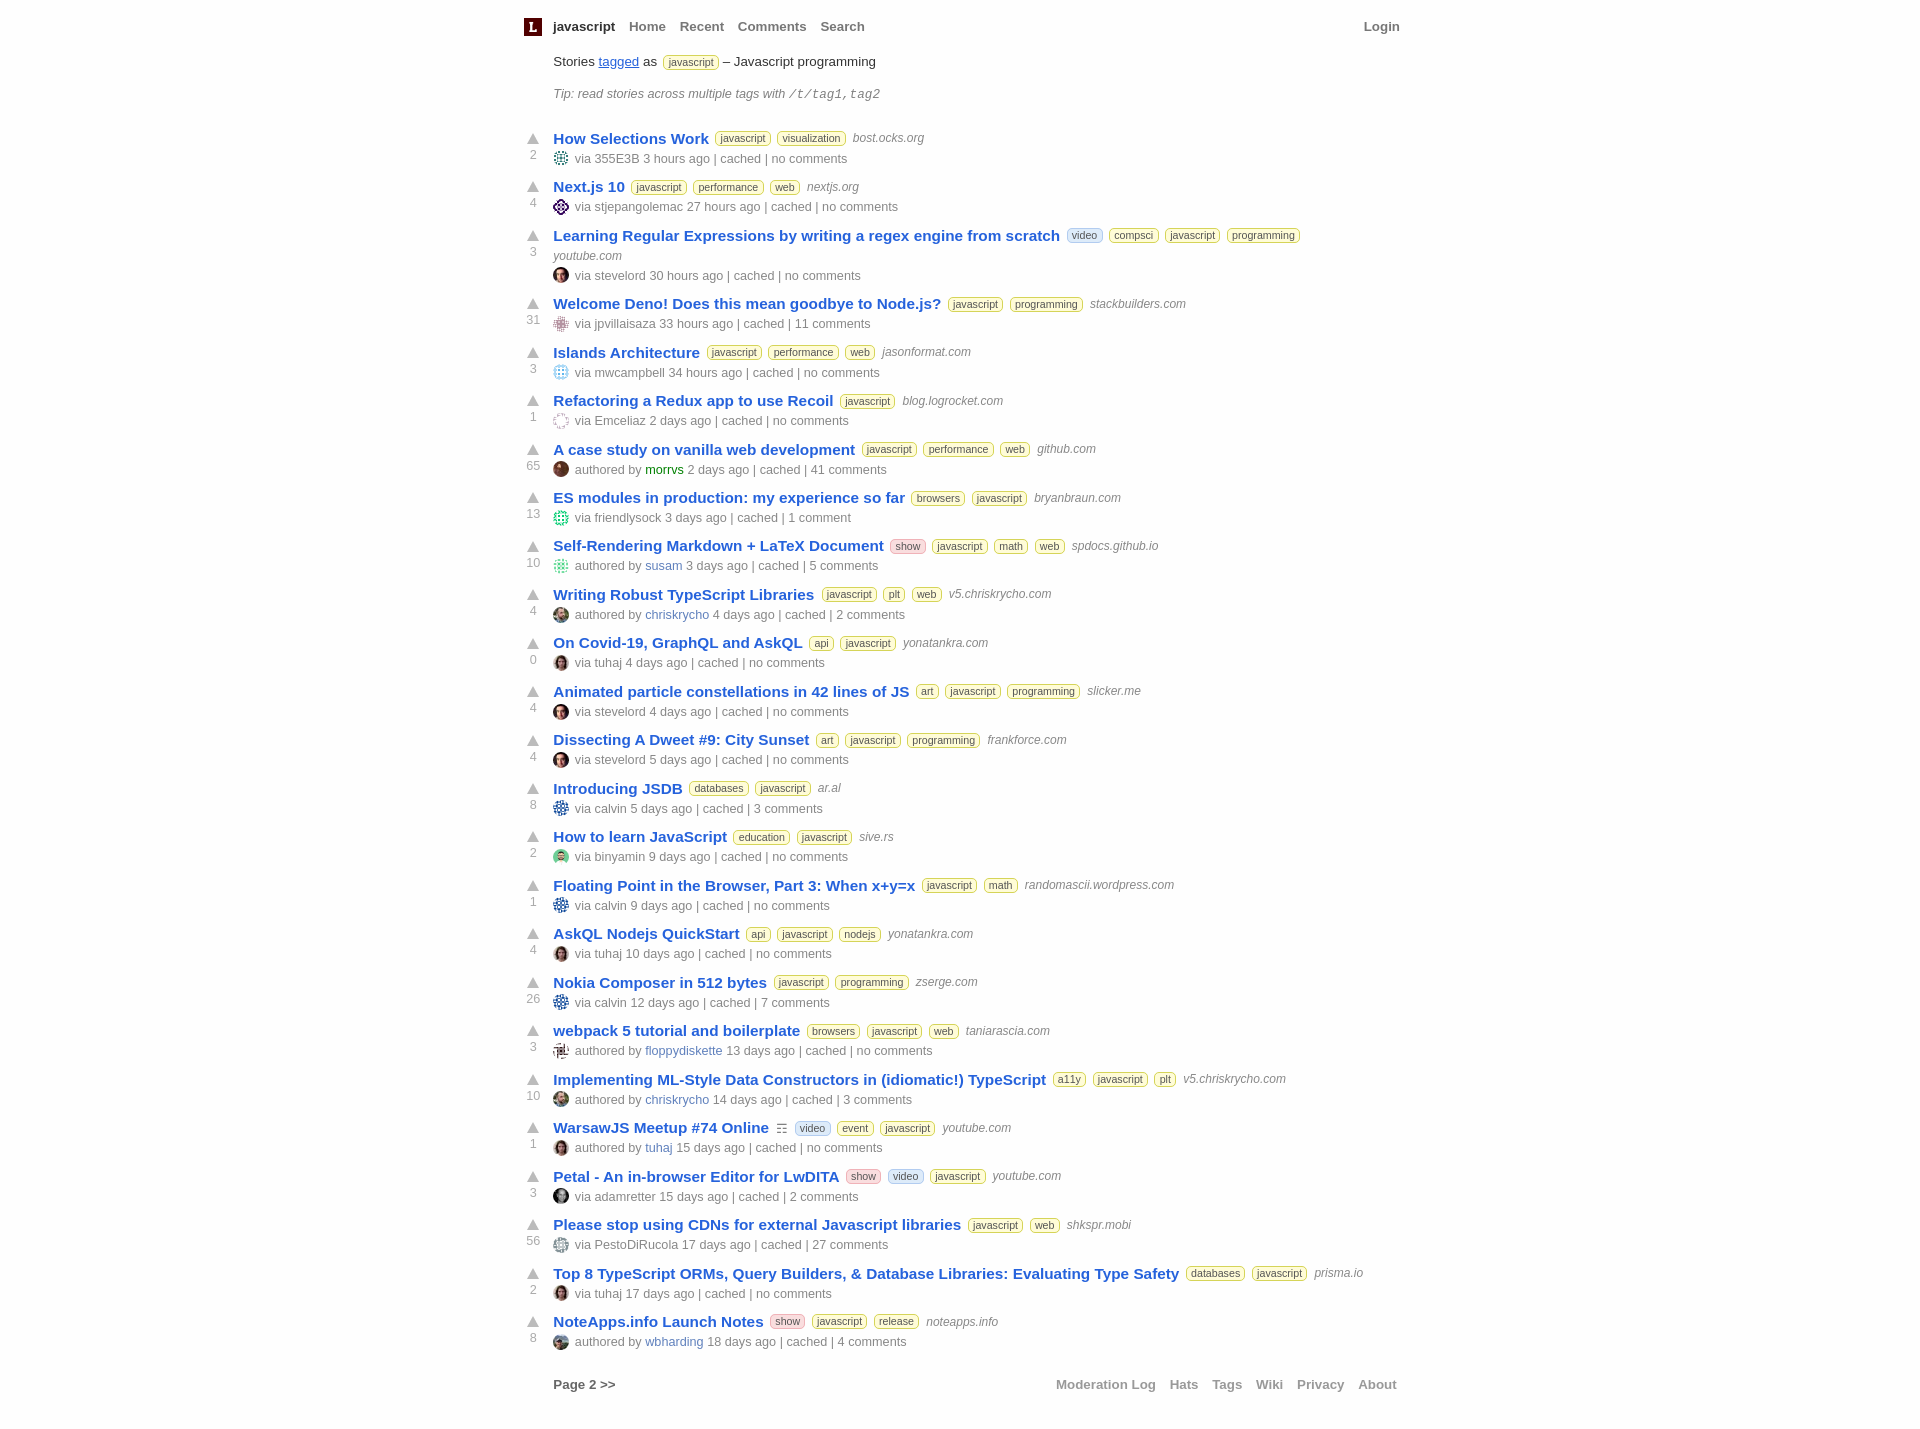 L javascript Home Recent Comments Search Login
Stories tagged as javascript – Javascript programming
Tip: read stories across multiple tags with /t/tag1,tag2
How Selections Work javascript visualization bost.ocks.org
2 via 355E3B 3 hours ago | cached | no comments
Next.js 10 javascript performance web nextjs.org
4 via stjepangolemac 27 hours ago | cached | no comments
Learning Regular Expressions by writing a regex engine from scratch video compsci javascript programming
3 youtube.com
via stevelord 30 hours ago | cached | no comments
Welcome Deno! Does this mean goodbye to Node.js? javascript programming stackbuilders.com
31 via jpvillaisaza 33 hours ago | cached | 11 comments
Islands Architecture javascript performance web jasonformat.com
3 via mwcampbell 34 hours ago | cached | no comments
Refactoring a Redux app to use Recoil javascript blog.logrocket.com
1 via Emceliaz 2 days ago | cached | no comments
A case study on vanilla web development javascript performance web github.com
65 authored by morrvs 2 days ago | cached | 41 comments
ES modules in production: my experience so far browsers javascript bryanbraun.com
13 via friendlysock 3 days ago | cached | 1 comment
Self-Rendering Markdown + LaTeX Document show javascript math web spdocs.github.io
10 authored by susam 3 days ago | cached | 5 comments
Writing Robust TypeScript Libraries javascript plt web v5.chriskrycho.com
4 authored by chriskrycho 4 days ago | cached | 2 comments
On Covid-19, GraphQL and AskQL api javascript yonatankra.com
0 via tuhaj 4 days ago | cached | no comments
Animated particle constellations in 42 lines of JS art javascript programming slicker.me
4 via stevelord 4 days ago | cached | no comments
Dissecting A Dweet #9: City Sunset art javascript programming frankforce.com
4 via stevelord 5 days ago | cached | no comments
Introducing JSDB databases javascript ar.al
8 via calvin 5 days ago | cached | 3 comments
How to learn JavaScript education javascript sive.rs
2 via binyamin 9 days ago | cached | no comments
Floating Point in the Browser, Part 3: When x+y=x javascript math randomascii.wordpress.com
1 via calvin 9 days ago | cached | no comments
AskQL Nodejs QuickStart api javascript nodejs yonatankra.com
4 via tuhaj 10 days ago | cached | no comments
Nokia Composer in 512 bytes javascript programming zserge.com
26 via calvin 12 days ago | cached | 7 comments
webpack 5 tutorial and boilerplate browsers javascript web taniarascia.com
3 authored by floppydiskette 13 days ago | cached | no comments
Implementing ML-Style Data Constructors in (idiomatic!) TypeScript a11y javascript plt v5.chriskrycho.com
10 authored by chriskrycho 14 days ago | cached | 3 comments
WarsawJS Meetup #74 Online ☶ video event javascript youtube.com
1 authored by tuhaj 15 days ago | cached | no comments
Petal - An in-browser Editor for LwDITA show video javascript youtube.com
3 via adamretter 15 days ago | cached | 2 comments
Please stop using CDNs for external Javascript libraries javascript web shkspr.mobi
56 via PestoDiRucola 17 days ago | cached | 27 comments
Top 8 TypeScript ORMs, Query Builders, & Database Libraries: Evaluating Type Safety databases javascript prisma.io
2 via tuhaj 17 days ago | cached | no comments
NoteApps.info Launch Notes show javascript release noteapps.info
8 authored by wbharding 18 days ago | cached | 4 comments
Page 2 >> Moderation Log Hats Tags Wiki Privacy About